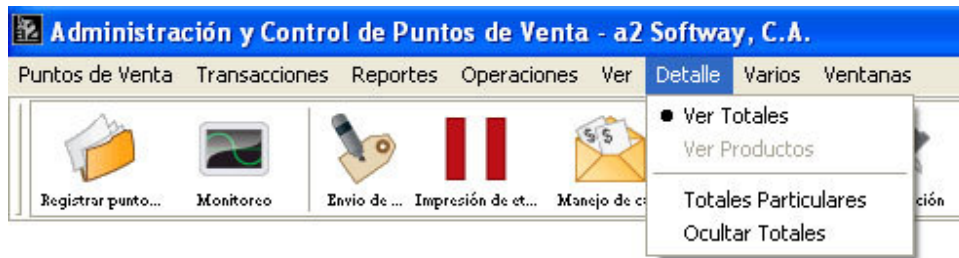 Administración y Control de Puntos de Venta - a2 Softway, C.A.
Puntos de Venta Transacciones Reportes Operaciones Ver Detalle Varios Ventanas
Ver Totales
Ver Productos
Totales Particulares
Ocultar Totales
Registrar punto... Monitoreo Envio de ... Impresión de et... Manejo de c ción